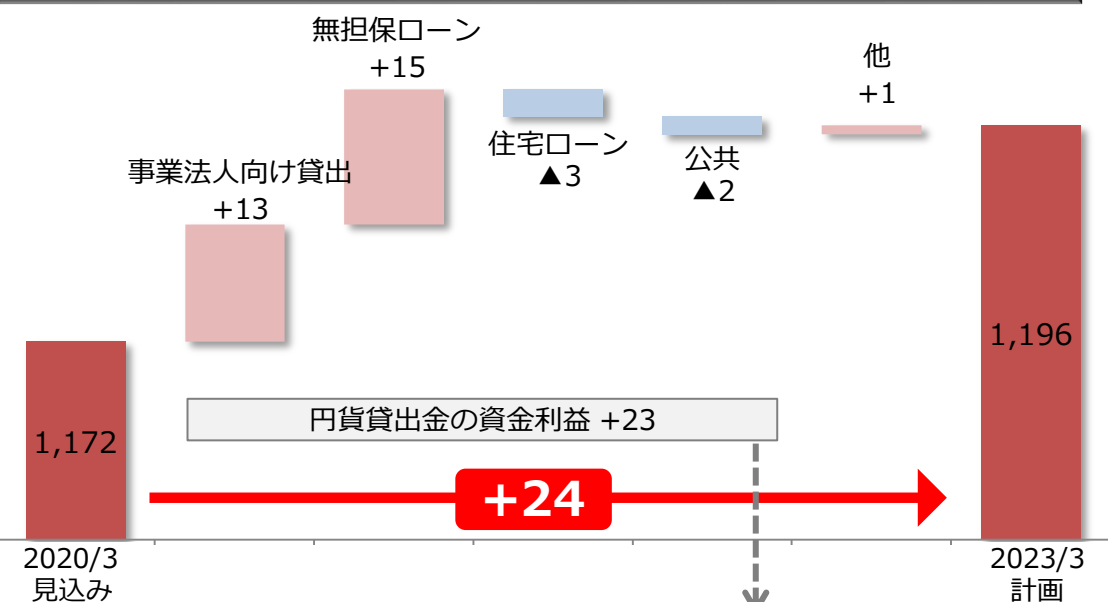 無担保ローン
+15
他
+1
住宅ローン
▲3
公共
▲2
事業法人向け貸出
+13
1,196
円貨貸出金の資金利益 +23
1,172
+24
2020/3
見込み
2023/3
計画